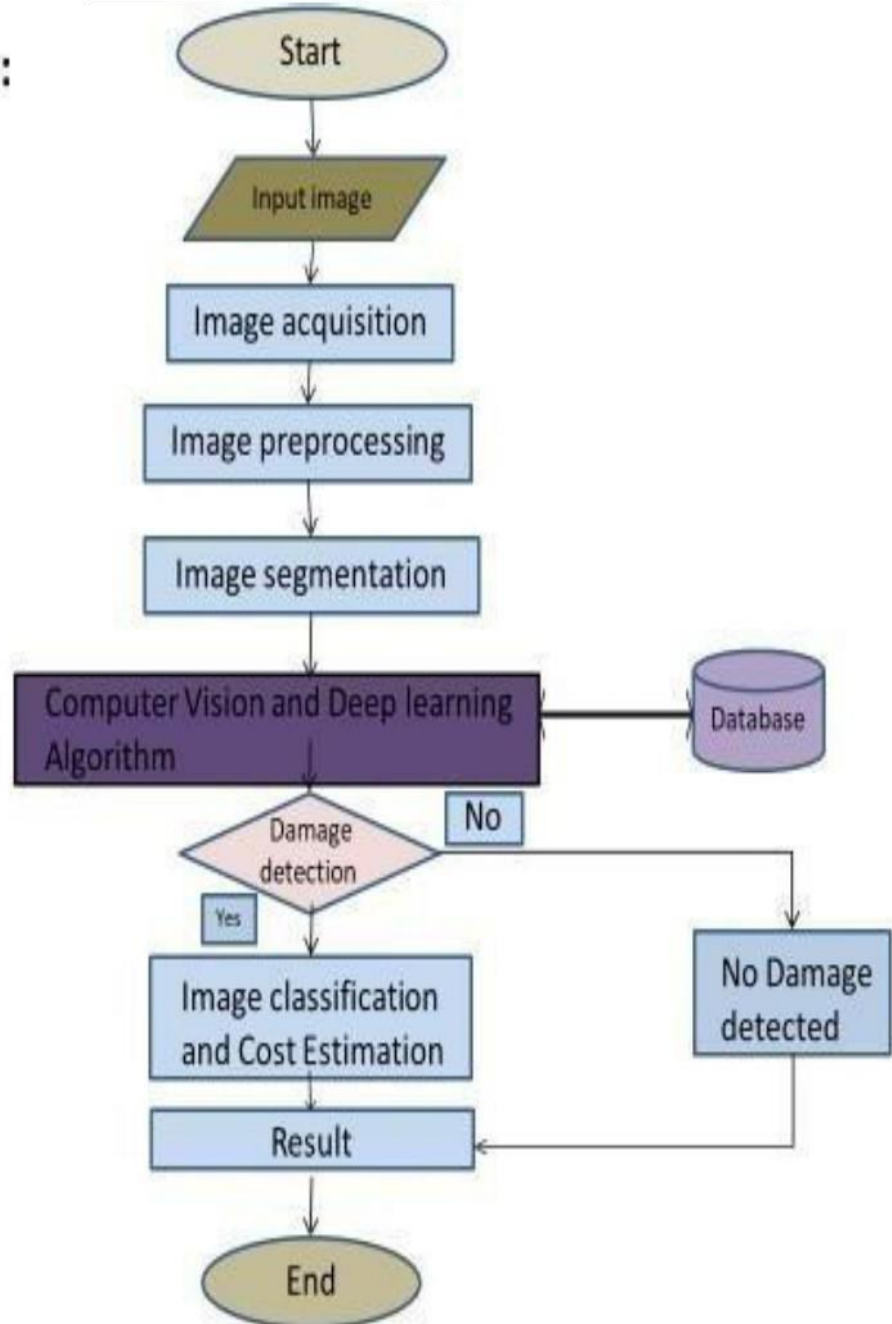 :
Start
Input image
Image acquisition
Image preprocessing
Image segmentation
Computer Vision and Deep learning
Algorithm
Database
No
Damage
detection
Yes
Image classification
and Cost Estimation
No Damage
detected
Result
End